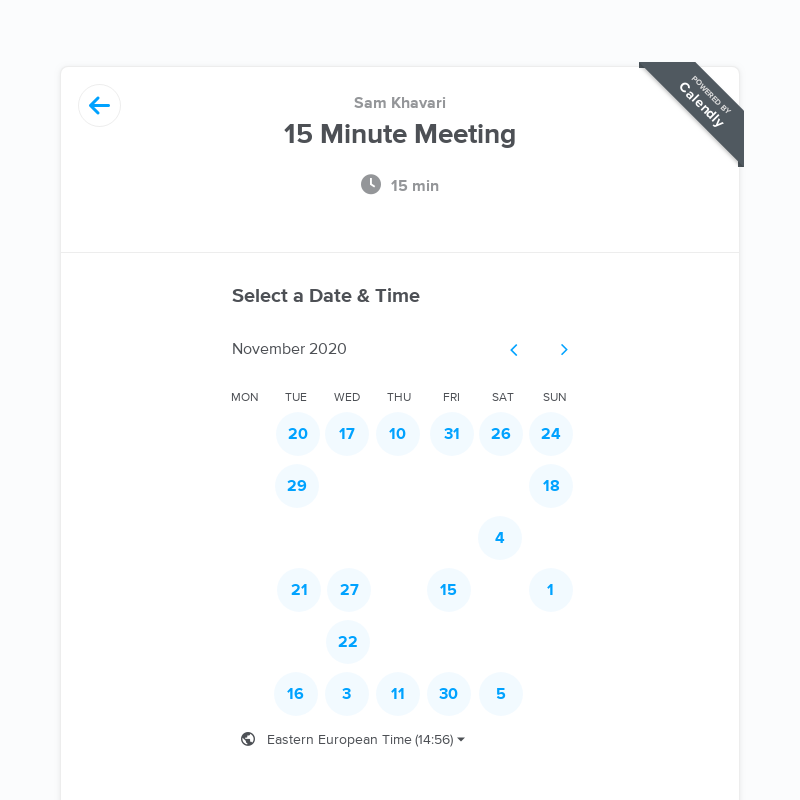 POWERED BY
Calendly
Sam Khavari
15 Minute Meeting
15 min
Select a Date & Time
November 2020
MON TUE WED THU FRI SAT SUN
20 17 10 31 26 24
29 18
4
21 27 15 1
22
16 3 11 30 5
Eastern European Time (14:56)